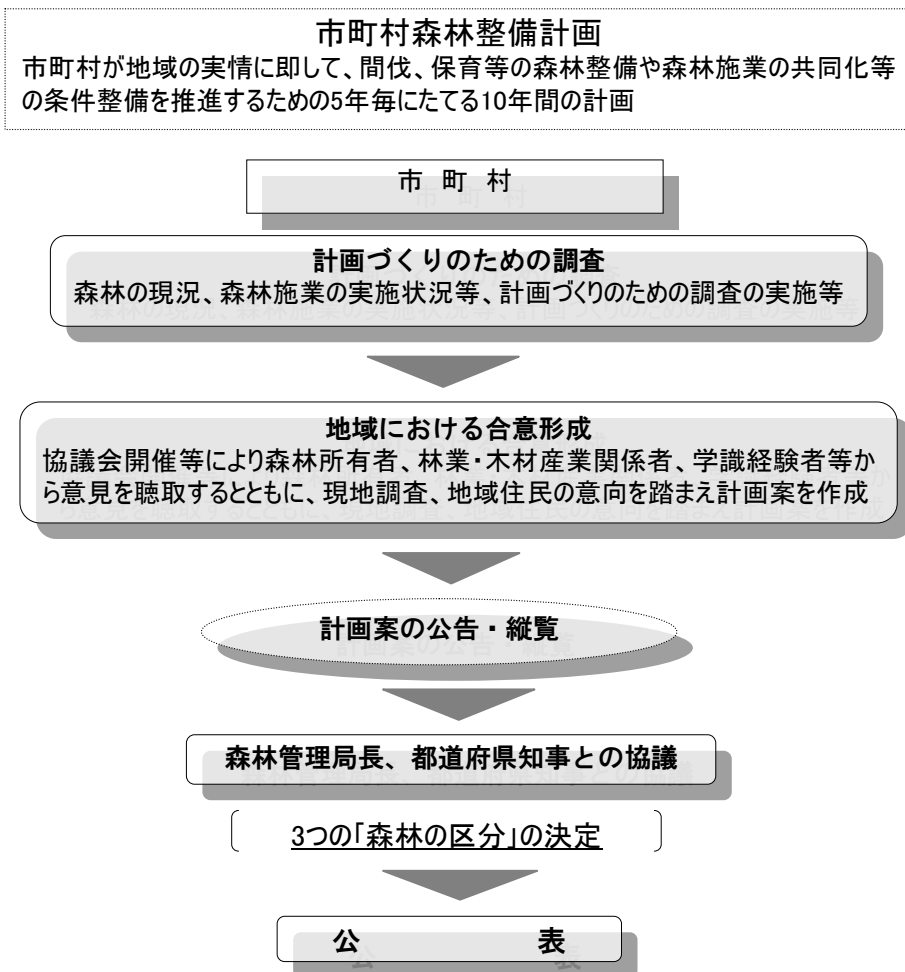 市町村森林整備計画
市町村が地域の実情に即して、間伐、保育等の森林整備や森林施業の共同化等
の条件整備を推進するための5年毎にたてる10年間の計画
市 町 村
計画づくりのための調査
森林の現況、森林施業の実施状況等、計画づくりのための調査の実施等
地域における合意形成
協議会開催等により森林所有者、林業・木材産業関係者、学識経験者等か
ら意見を聴取するとともに、現地調査、地域住民の意向を踏まえ計画案を作成
計画案の公告・縦覧
森林管理局長、都道府県知事との協議
3つの「森林の区分」の決定
公 表